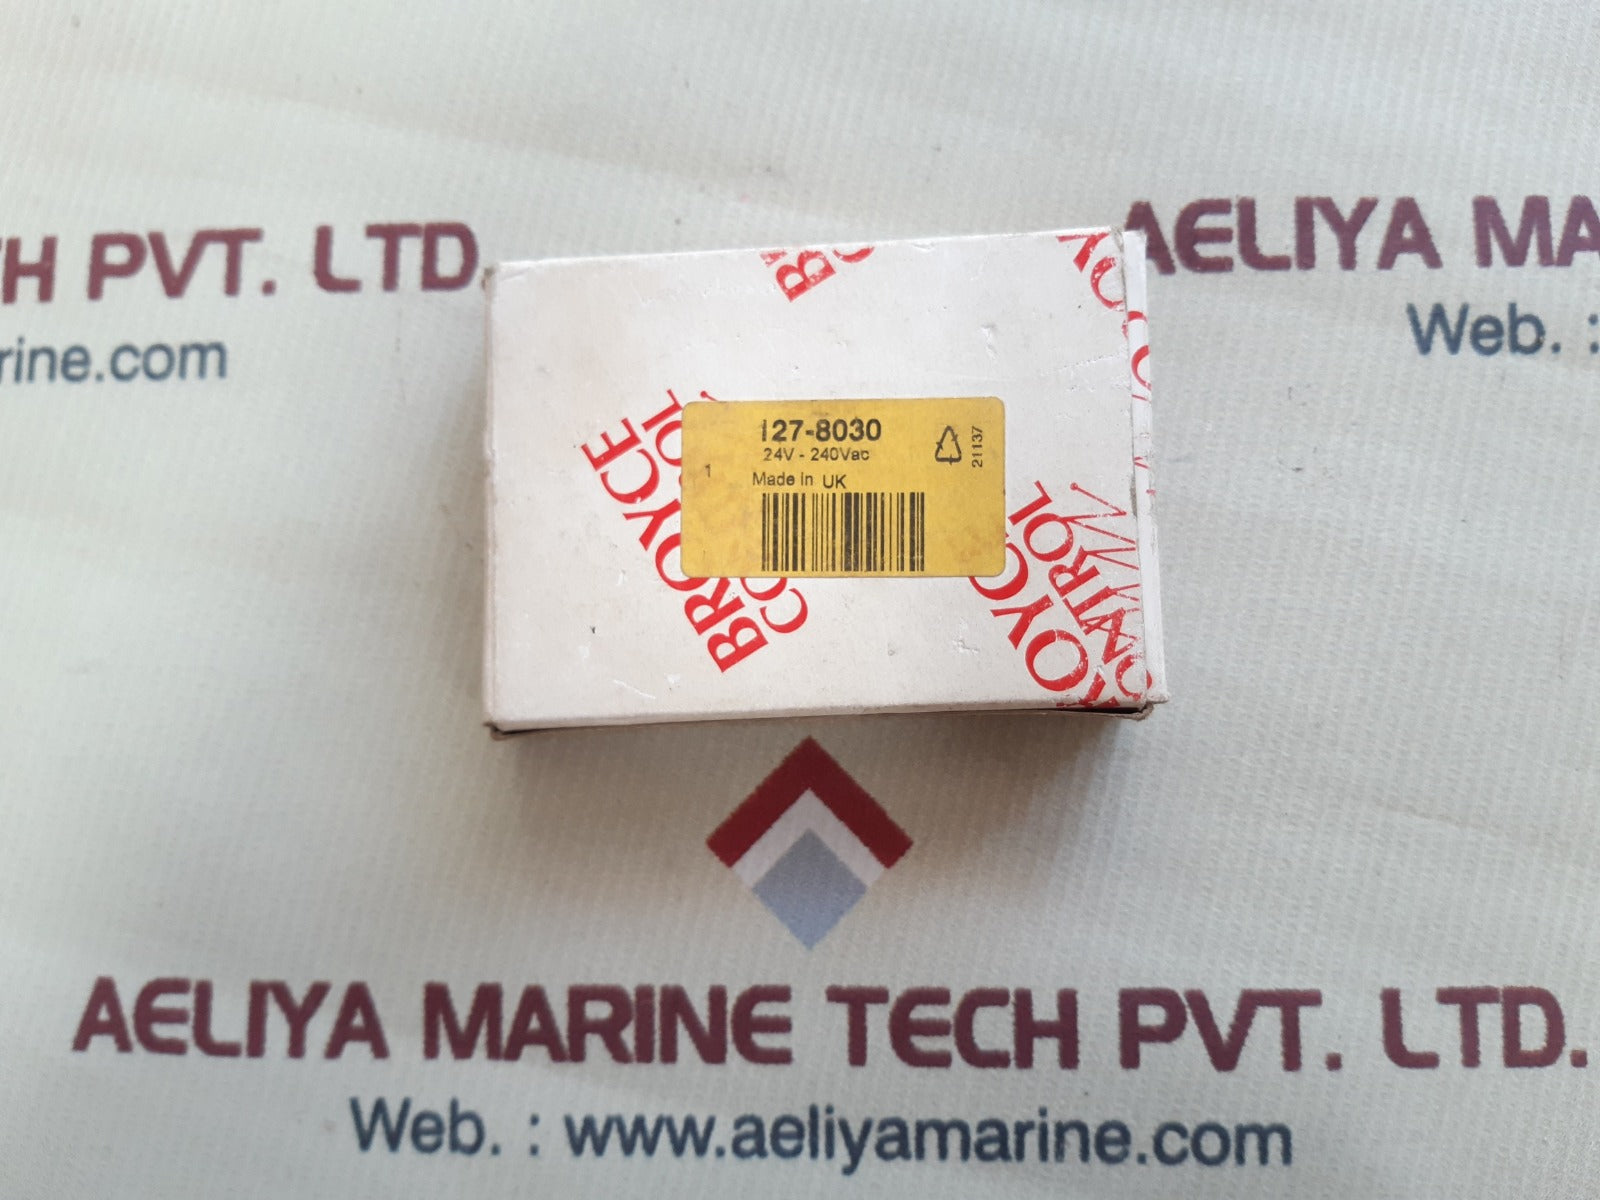 TECH PVT. LTD.
rine.com
AELIYA MA
Web. :
BROYCE
CONTROL
127-8030
24V - 240Vac
1
Made In UK
21137
BROYCE
CONTROL
AELIYA MARINE TECH PVT. LTD.
Web. : www.aeliyamarine.com